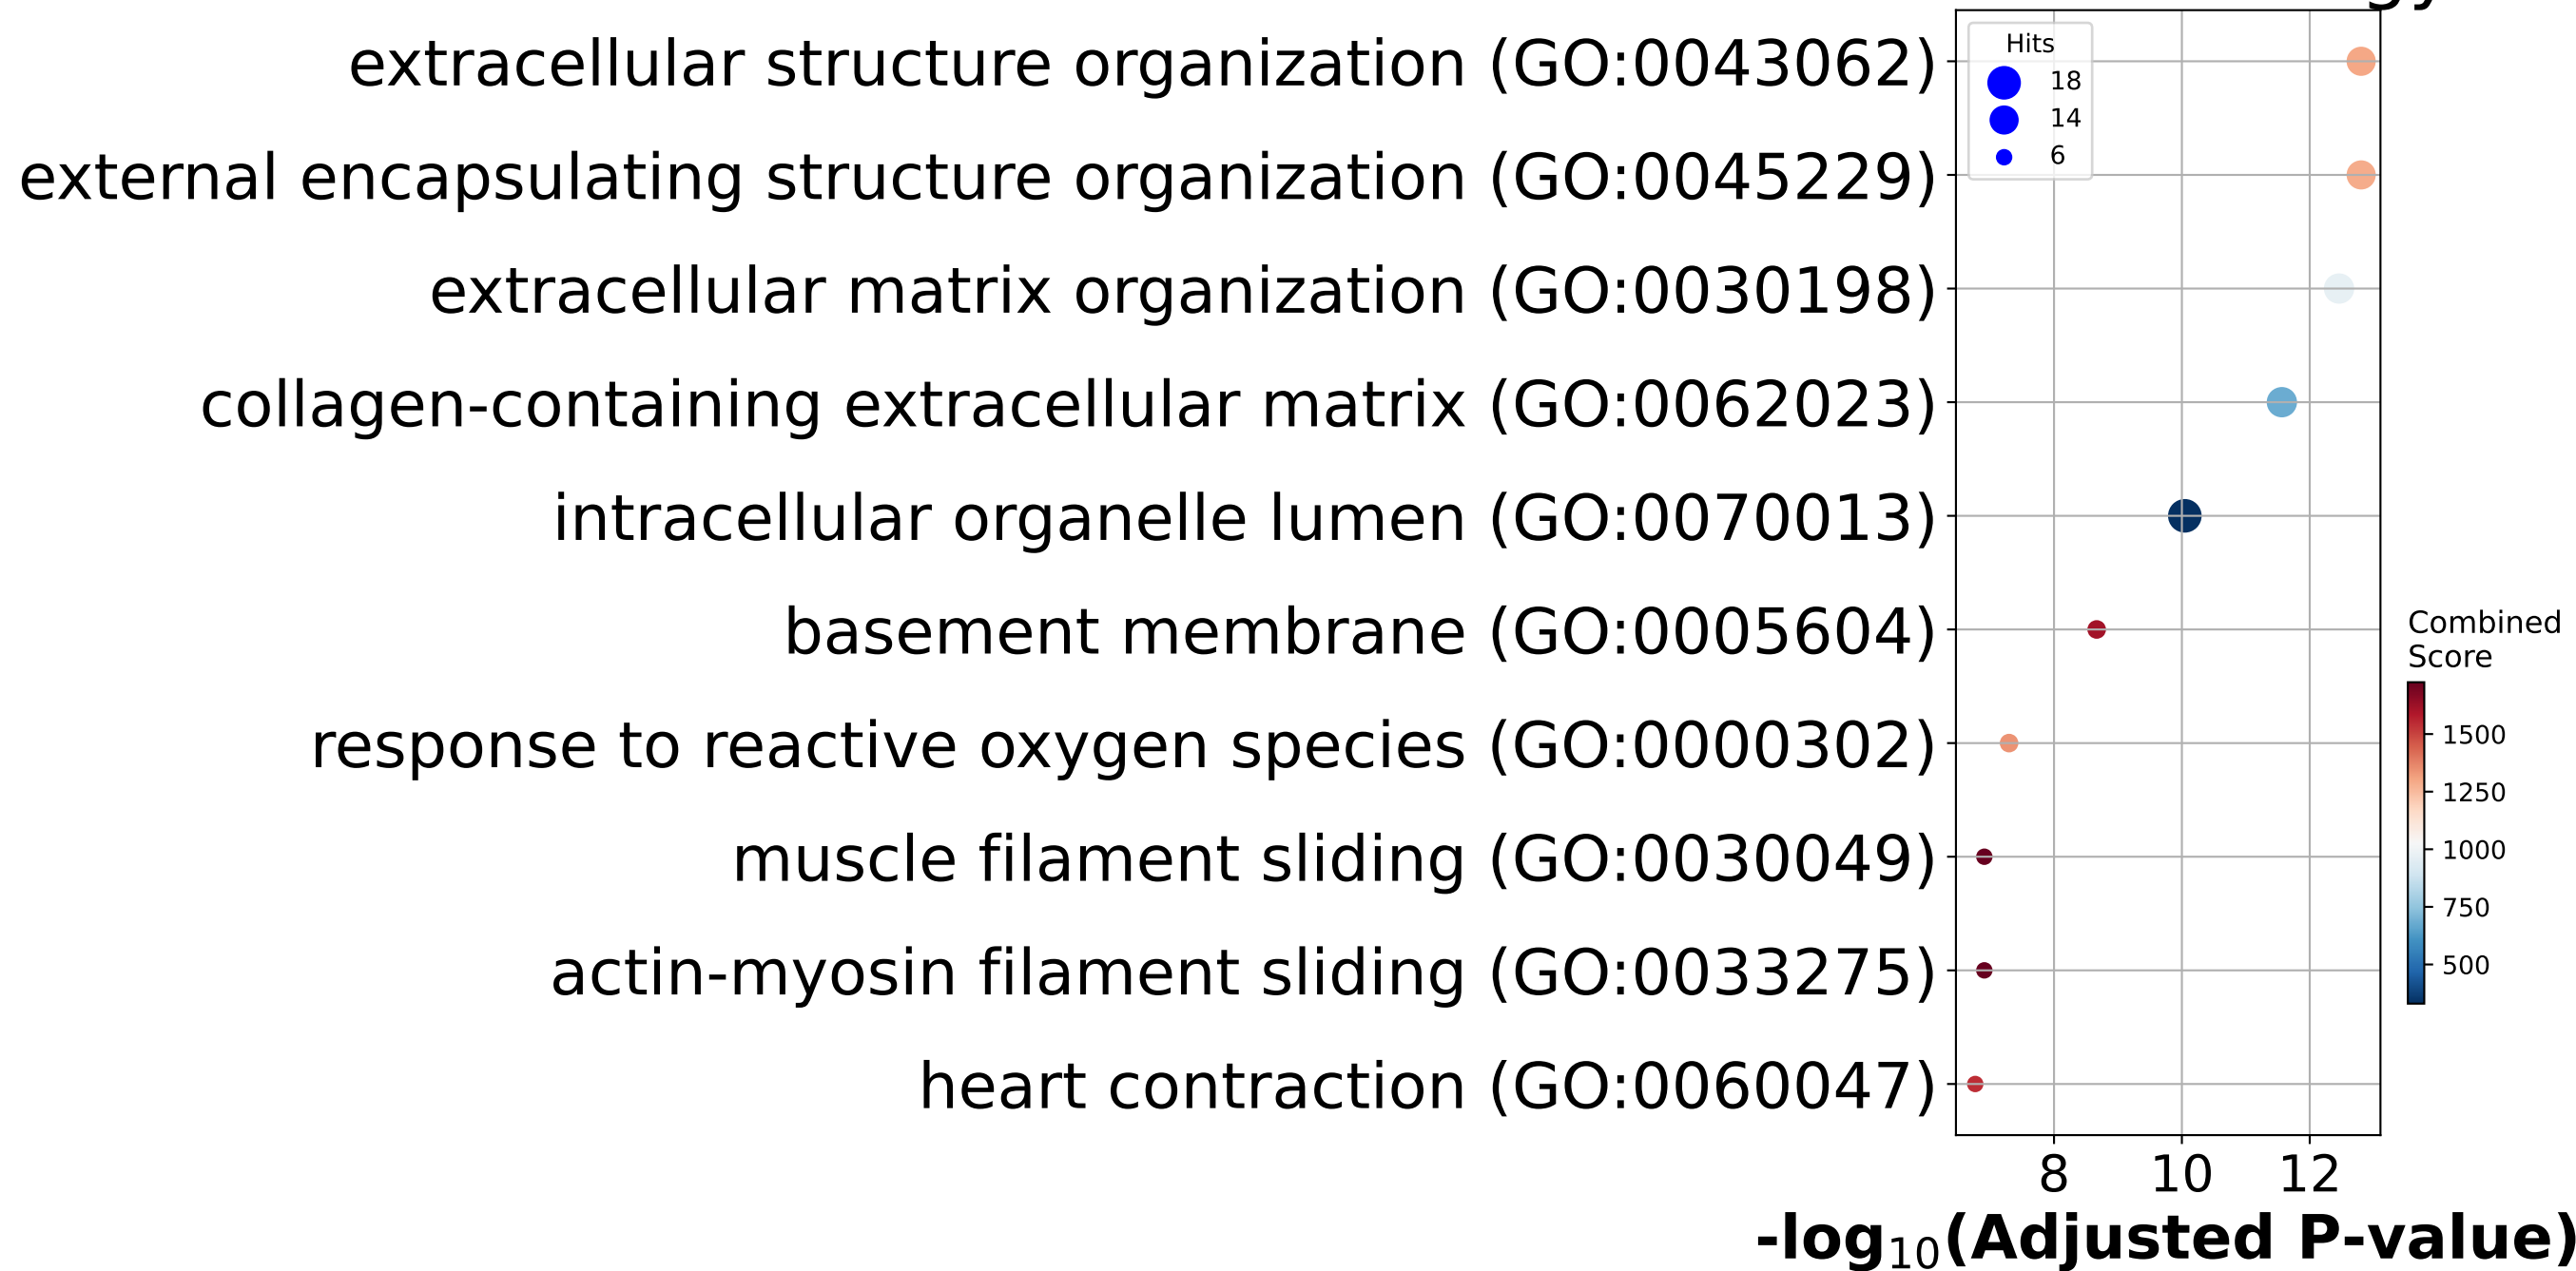 extracellular structure organization (GO:0043062)
external encapsulating structure organization (GO:0045229)
extracellular matrix organization (GO:0030198)
collagen-containing extracellular matrix (GO:0062023)
intracellular organelle lumen (GO:0070013)
basement membrane (GO:0005604)
response to reactive oxygen species (GO:0000302)
muscle filament sliding (GO:0030049)
actin-myosin filament sliding (GO:0033275)
heart contraction (GO:0060047)
Hits
18
14
6
8 10 12
-log10(Adjusted P-value)
Combined
Score
1500
1250
1000
750
500